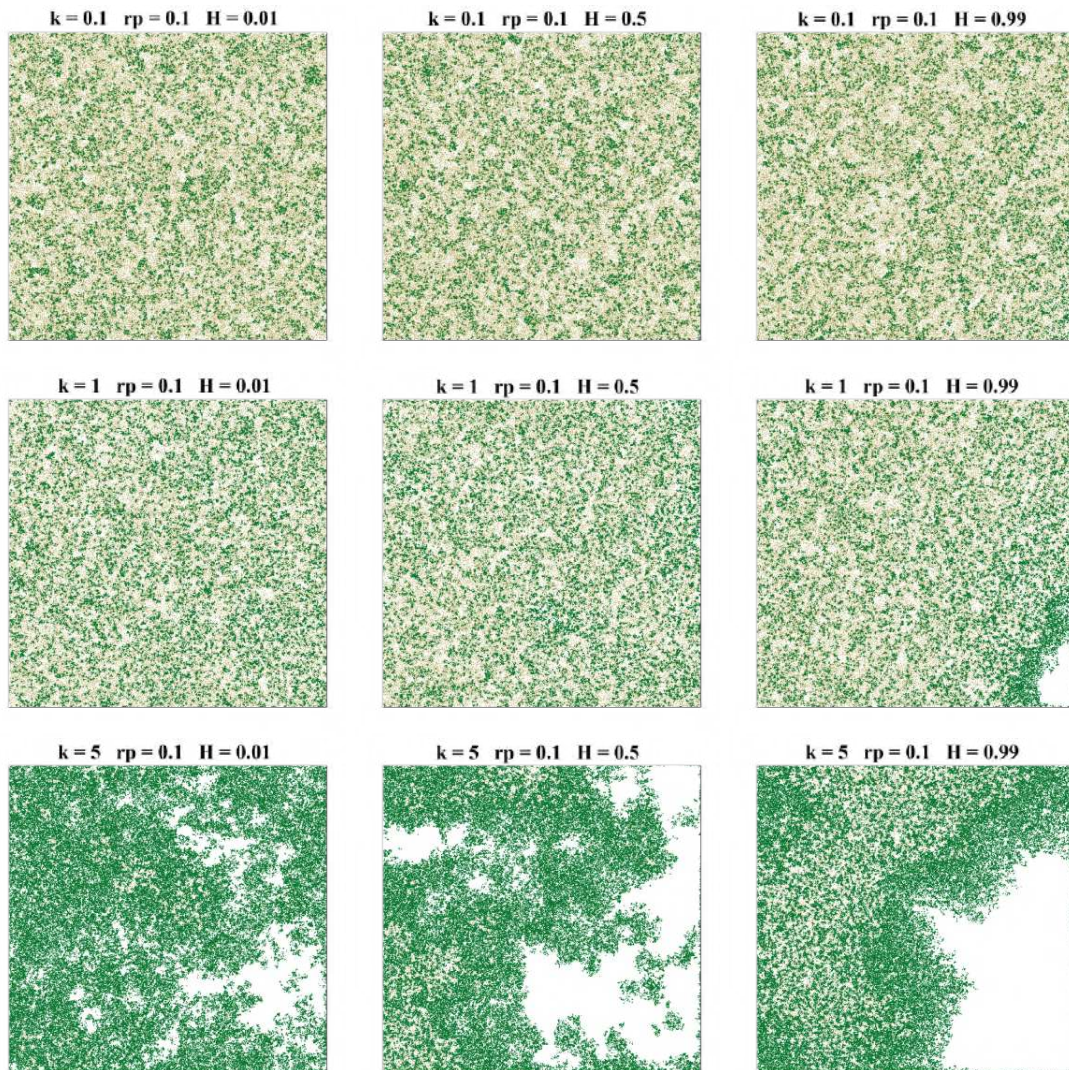 k = 0.1 rp = 0.1 H = 0.01
k = 0.1 rp = 0.1 H = 0.5
k = 0.1 rp = 0.1 H = 0.99
k = 1 rp = 0.1 H = 0.01
k = 1 rp = 0.1 H = 0.5
k = 1 rp = 0.1 H = 0.99
k = 5 rp = 0.1 H = 0.01
k = 5 rp = 0.1 H = 0.5
k = 5 rp = 0.1 H = 0.99